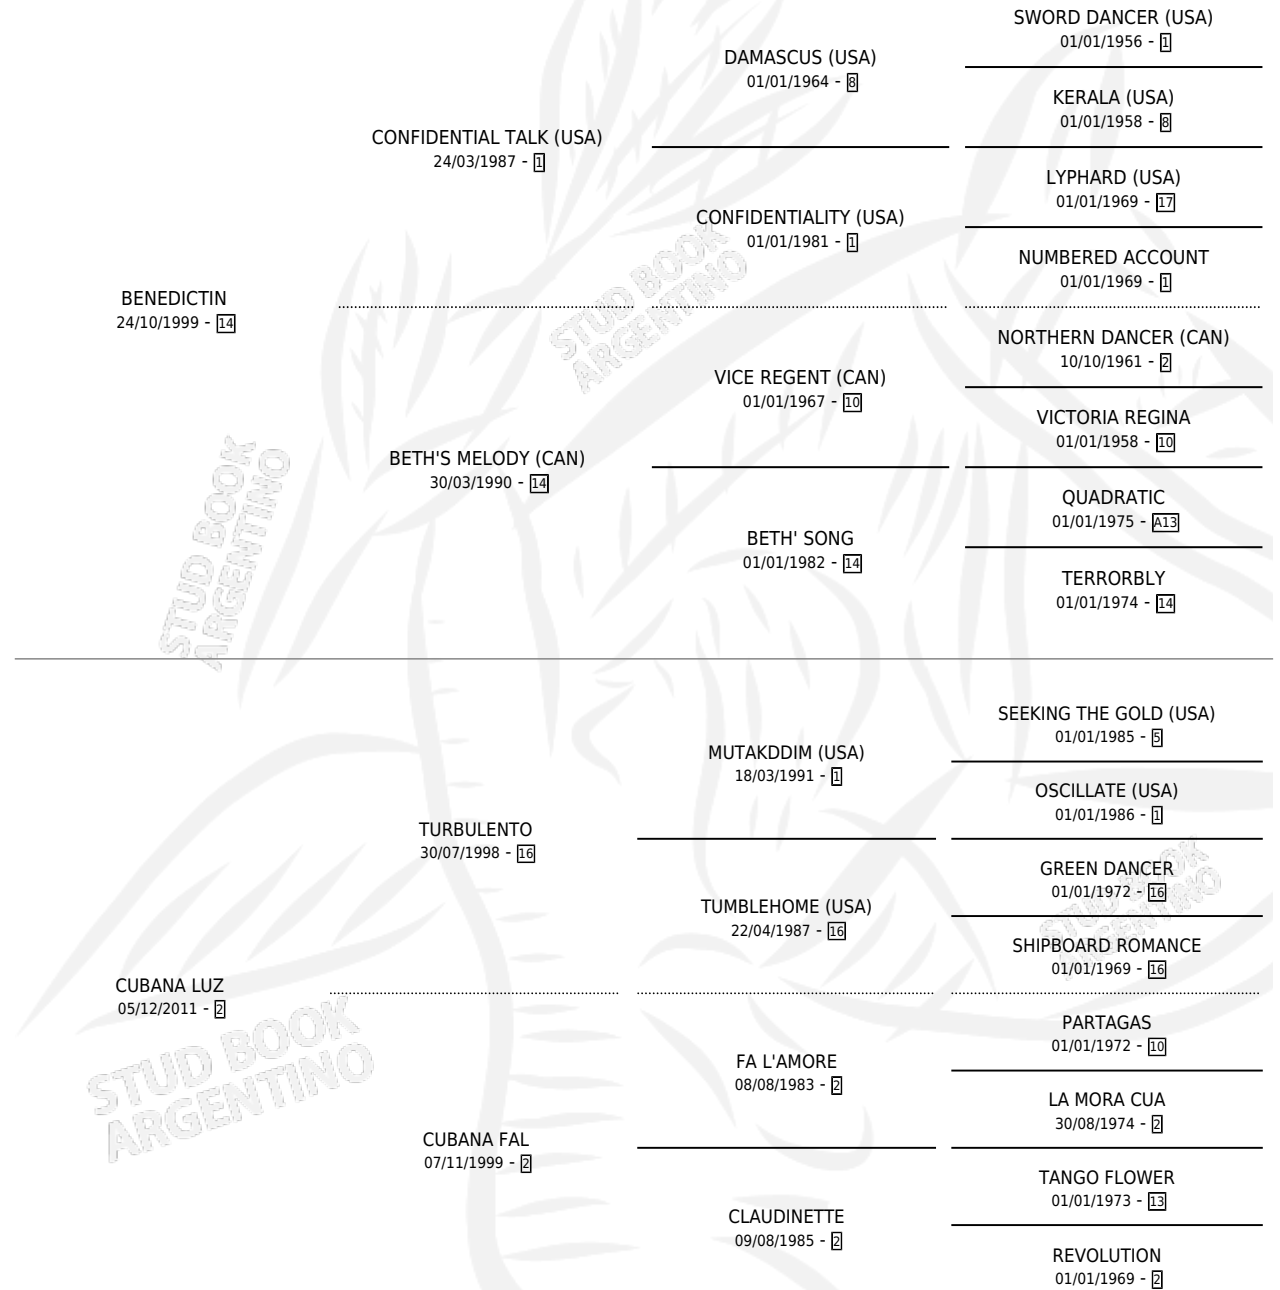 SWORD DANCER (USA)
01/01/1956 - 1
DAMASCUS (USA)
01/01/1964 - 8
KERALA (USA)
01/01/1958 - 8
CONFIDENTIAL TALK (USA)
24/03/1987 - 1
LYPHARD (USA)
01/01/1969 - 17
CONFIDENTIALITY (USA)
01/01/1981 - 1
NUMBERED ACCOUNT
01/01/1969 - 1
BENEDICTIN
24/10/1999 - 14
NORTHERN DANCER (CAN)
10/10/1961 - 2
VICE REGENT (CAN)
01/01/1967 - 10
VICTORIA REGINA
01/01/1958 - 10
BETH'S MELODY (CAN)
30/03/1990 - 14
QUADRATIC
01/01/1975 - A13
BETH' SONG
01/01/1982 - 14
TERRORBLY
01/01/1974 - 14
STUD BOOK
ARGENTINO
STUD BOOK
ARGENTINO
SEEKING THE GOLD (USA)
01/01/1985 - 5
MUTAKDDIM (USA)
18/03/1991 - 1
OSCILLATE (USA)
01/01/1986 - 1
TURBULENTO
30/07/1998 - 16
GREEN DANCER
01/01/1972 - 16
TUMBLEHOME (USA)
22/04/1987 - 16
SHIPBOARD ROMANCE
01/01/1969 - 16
STUD BOOK
ARGENTINO
CUBANA LUZ
05/12/2011 - 2
PARTAGAS
01/01/1972 - 10
FA L'AMORE
08/08/1983 - 2
LA MORA CUA
30/08/1974 - 2
CUBANA FAL
07/11/1999 - 2
TANGO FLOWER
01/01/1973 - 13
CLAUDINETTE
09/08/1985 - 2
REVOLUTION
01/01/1969 - 2
STUD BOOK
ARGENTINO